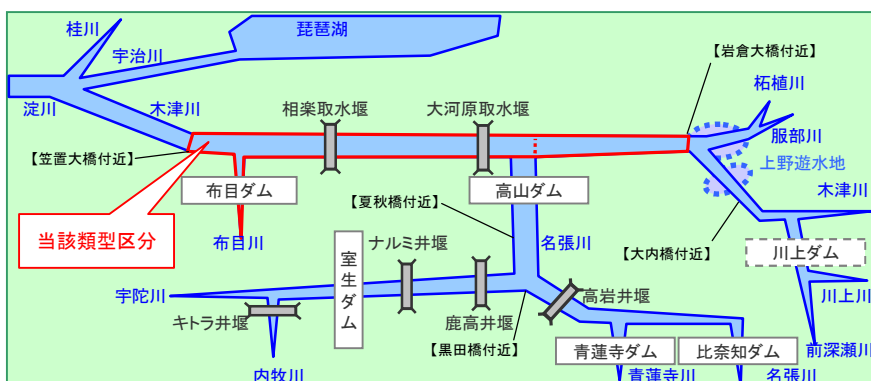 桂川
宇治川
琵琶湖
【岩倉大橋付近】
柘植川
淀川
木津川
相楽取水堰
大河原取水堰
服部川
【笠置大橋付近】
上野遊水地
布目ダム
高山ダム
木津川
【夏秋橋付近】
当該類型区分
布目川
ナルミ井堰
名張川
【大内橋付近】
川上ダム
室生ダム
宇陀川
高岩井堰
川上川
キトラ井堰
鹿高井堰
【黒田橋付近】
青蓮寺ダム
比奈知ダム
前深瀬川
内牧川
青蓮寺川
名張川